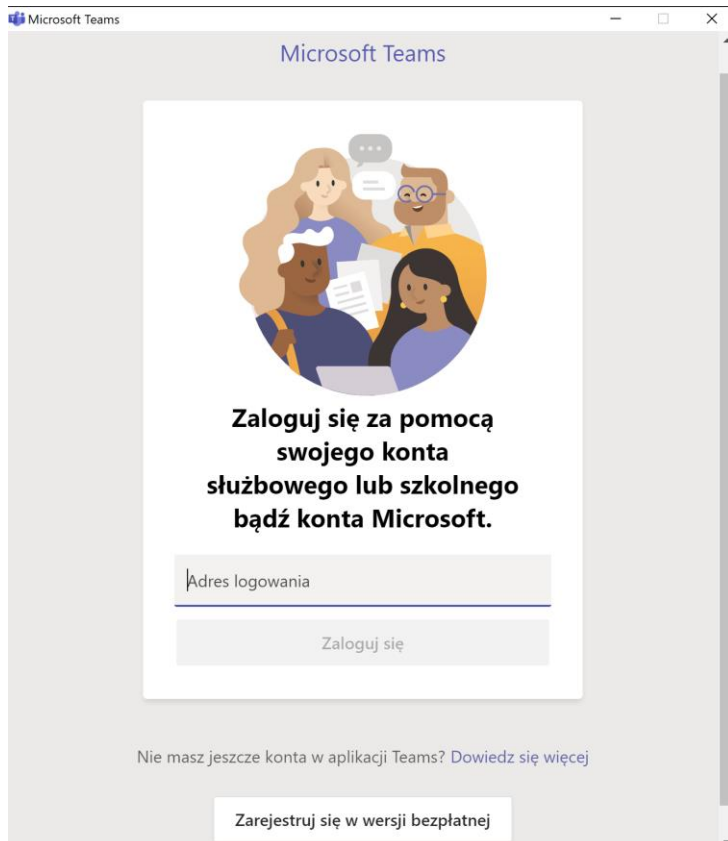 Microsoft Teams
Microsoft Teams
Zaloguj się za pomocą
swojego konta
służbowego lub szkolnego
bądź konta Microsoft.
Adres logowania
Zaloguj się
Nie masz jeszcze konta w aplikacji Teams? Dowiedz się więcej
Zarejestruj się w wersji bezpłatnej